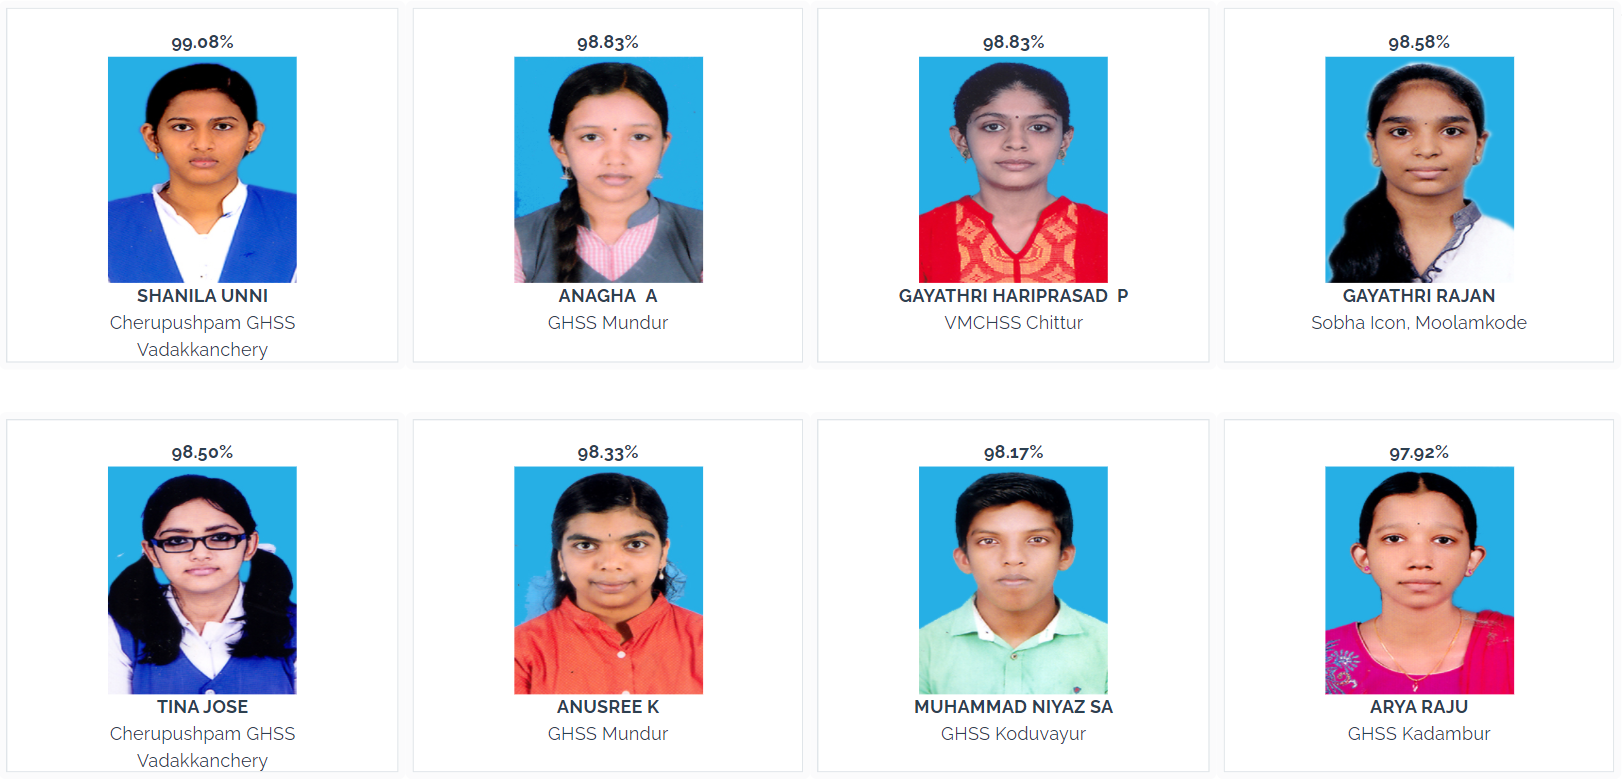 99.08%
SHANILA UNNI
Cherupushpam GHSS
Vadakkanchery
98.83%
ANAGHA A
GHSS Mundur
98.83%
GAYATHRI HARIPRASAD P
VMCHSS Chittur
98.58%
GAYATHRI RAJAN
Sobha Icon, Moolamkode
98.50%
TINA JOSE
Cherupushpam GHSS
Vadakkanchery
98.33%
ANUSREE K
GHSS Mundur
98.17%
MUHAMMAD NIYAZ SA
GHSS Koduvayur
97.92%
ARYA RAJU
GHSS Kadambur